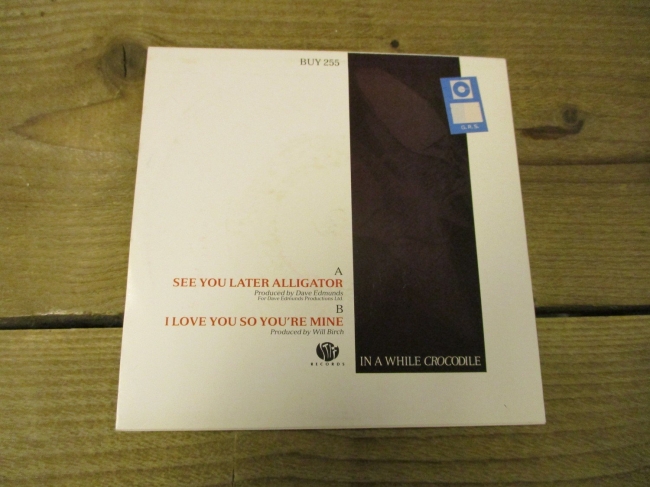 BUY 255
G.R.S.
A
SEE YOU LATER ALLIGATOR
Produced by Dave Edmunds
For Dave Edmunds Productions Ltd.
B
I LOVE YOU SO YOU'RE MINE
Produced by Will Birch
STIFF
RECORDS
IN A WHILE CROCODILE